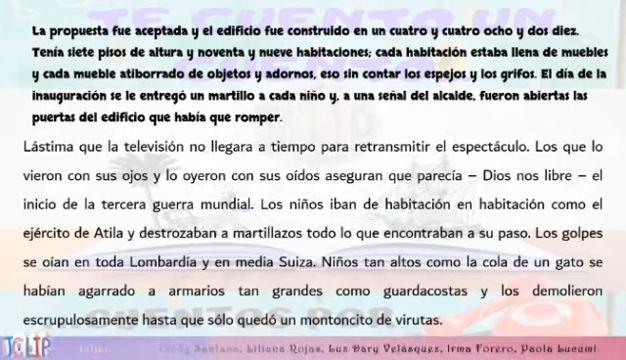 TE CUENTO UN
CUENTO
La propuesta fue aceptada y el edificio fue construido en un cuatro y cuatro ocho y dos diez.
Tenía siete pisos de altura y noventa y nueve habitaciones; cada habitación estaba llena de muebles
y cada mueble atiborrado de objetos y adornos, eso sin contar los espejos y los grifos. El día de la
inauguración se le entregó un martillo a cada niño y, a una señal del alcalde, fueron abiertas las
puertas del edificio que había que romper.
Lástima que la televisión no llegara a tiempo para retransmitir el espectáculo. Los que lo
vieron con sus ojos y lo oyeron con sus oídos aseguran que parecía – Dios nos libre – el
inicio de la tercera guerra mundial. Los niños iban de habitación en habitación como el
ejército de Atila y destrozaban a martillazos todo lo que encontraban a su paso. Los golpes
se oían en toda Lombardía y en media Suiza. Niños tan altos como la cola de un gato se
habían agarrado a armarios tan grandes como guardacostas y los demolieron
escrupulosamente hasta que sólo quedó un montoncito de virutas.
Cindy Santana, Liliana Rojas, Luz Dary Velásquez, Irma Forero, Paola Lucumí